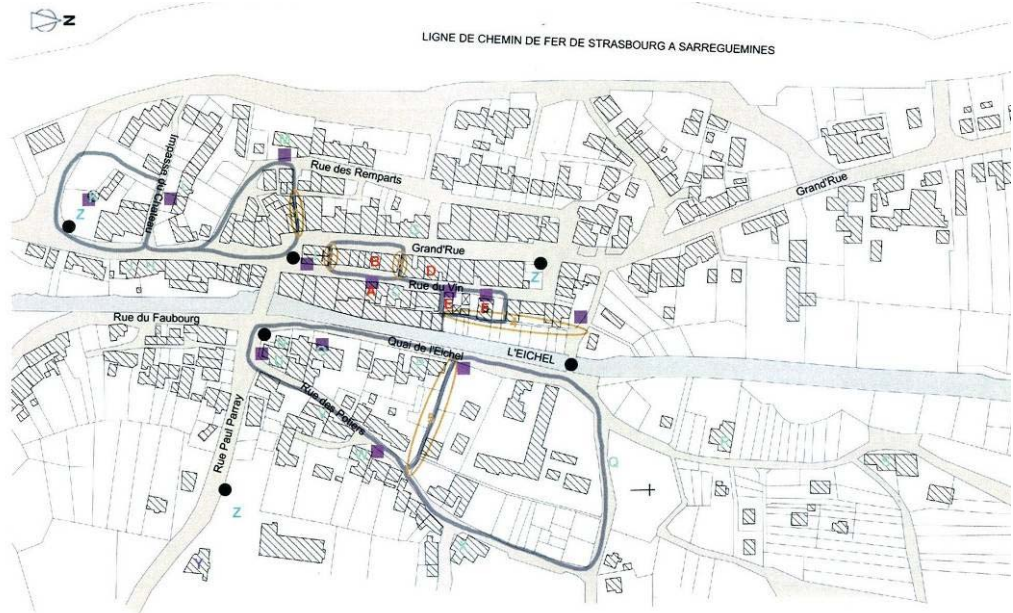 N
LIGNE DE CHEMIN DE FER DE STRASBOURG A SARREGUEMINES
Impasse du Château
Rue des Remparts
Grand'Rue
Z
Grand'Rue
B
D
Z
Rue du Vin
A
E
Rue du Faubourg
L'EICHEL
Quai de l'Eichel
Rue des Potiers
Rue Paul Parray
Q
Z